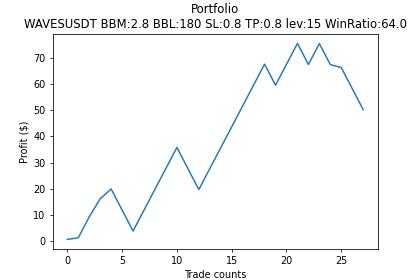 Portfolio
WAVESUSDT BBM:2.8 BBL:180 SL:0.8 TP:0.8 lev:15 WinRatio:64.0
Profit ($)
70
60
50
40
30
20
10
0
0 5 10 15 20 25
Trade counts